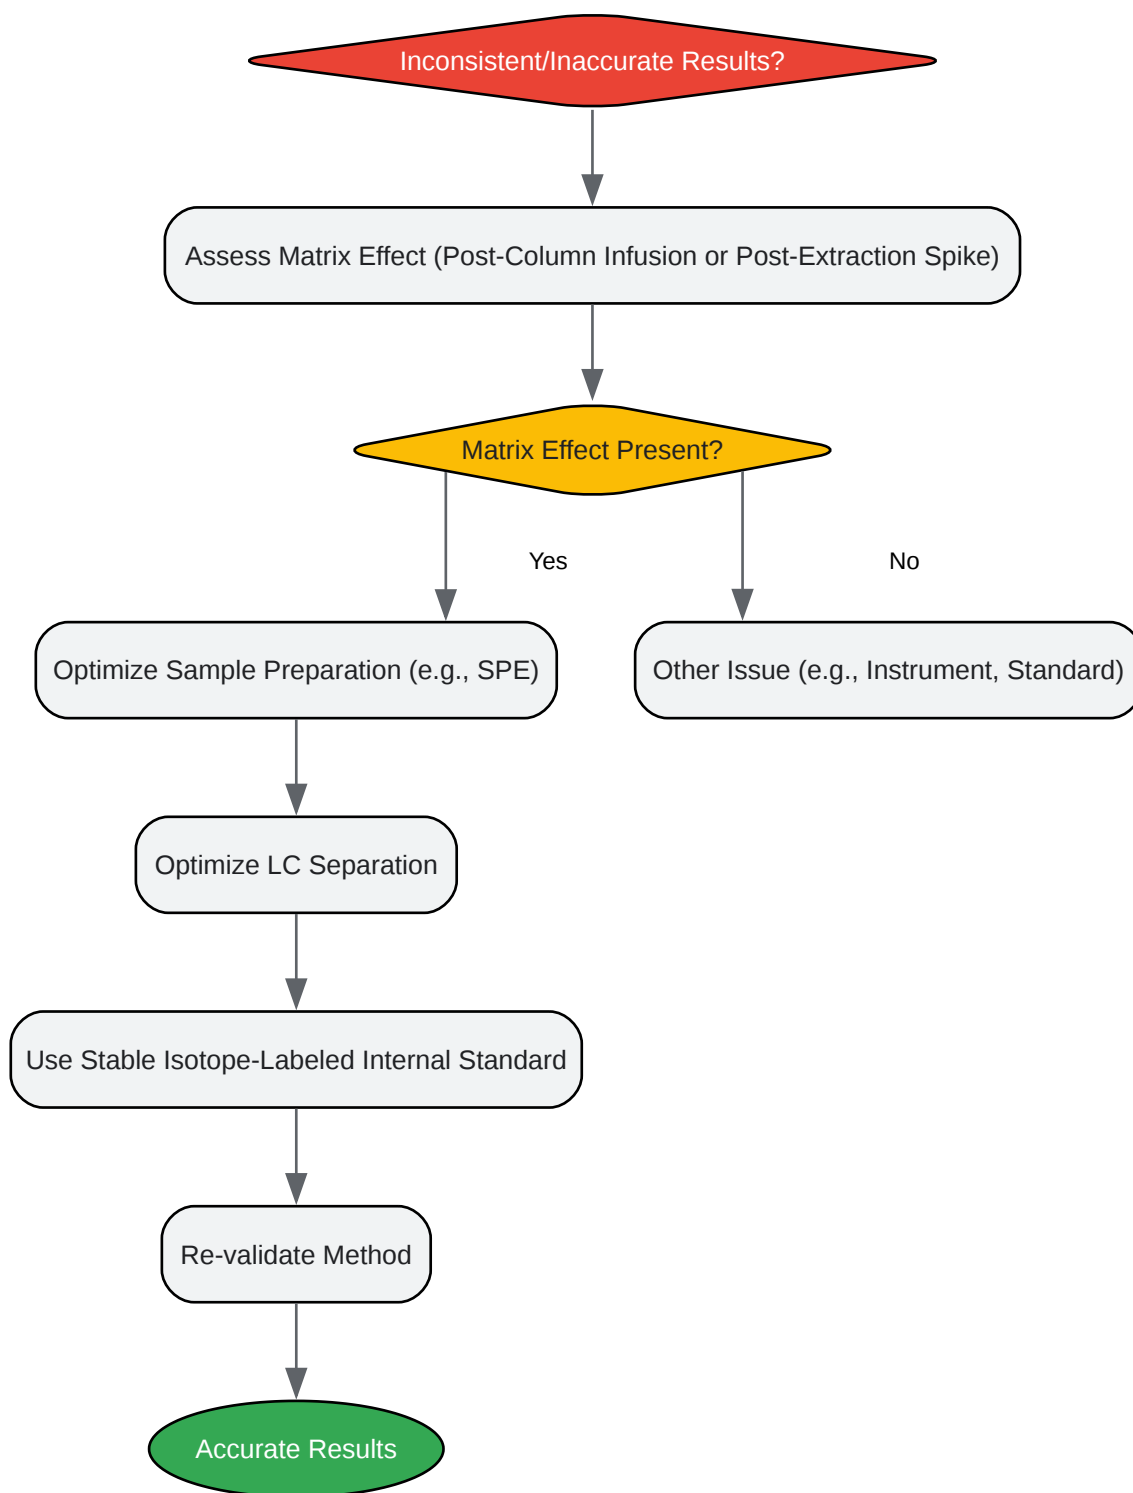 Inconsistent/Inaccurate Results?
Assess Matrix Effect (Post-Column Infusion or Post-Extraction Spike)
Matrix Effect Present?
Yes
No
Optimize Sample Preparation (e.g., SPE)
Other Issue (e.g., Instrument, Standard)
Optimize LC Separation
Use Stable Isotope-Labeled Internal Standard
Re-validate Method
Accurate Results